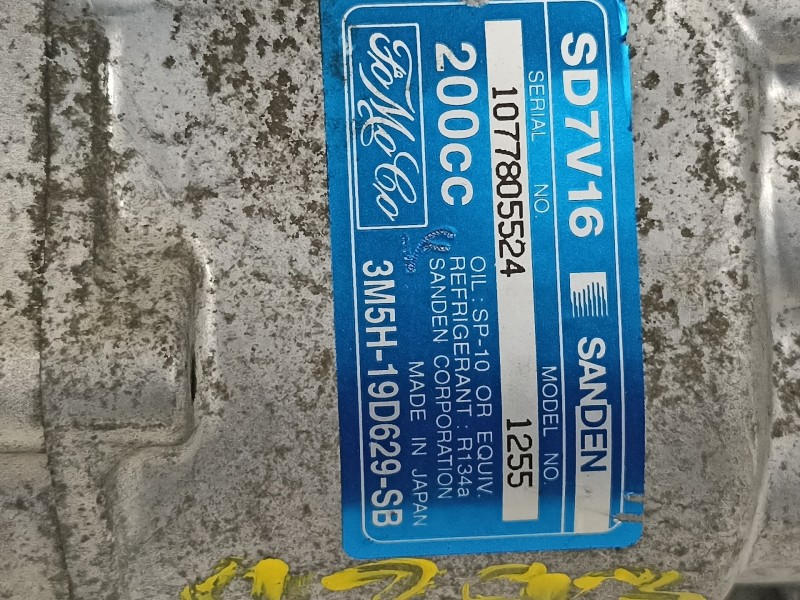 SD7V16 SANDEN
SERIAL NO. MODEL NO.
10778055524 1255
200cc
OIL : SP-10 OR EQUIV.
REFRIGERANT : R134a
SANDEN CORPORATION
MADE IN JAPAN
FoMoCo
3M5H-19D629-SB